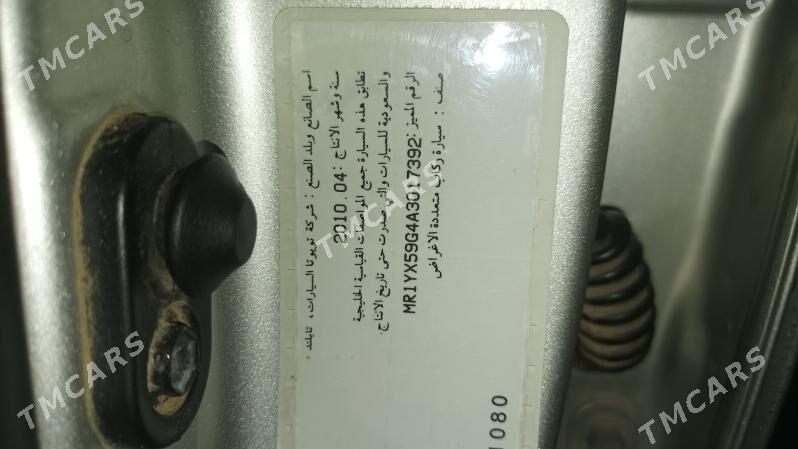 اسم الصانع وبلد الصنع : شركة تويوتا السيارات، تايلند .
سنة وشهر الانتاج : 2010.04
تطابق هذه السيارة جميع المواصفات القياسية الخليجية
والسعودية للسيارات والتي صدرت حتى تاريخ الانتاج.
الرقم المميز : MR1YX59G4A3017392
صنف : سيارة ركاب متعددة الاغراض
1080
TMCARS
TMCARS
TMCARS
TMCARS
TMCARS